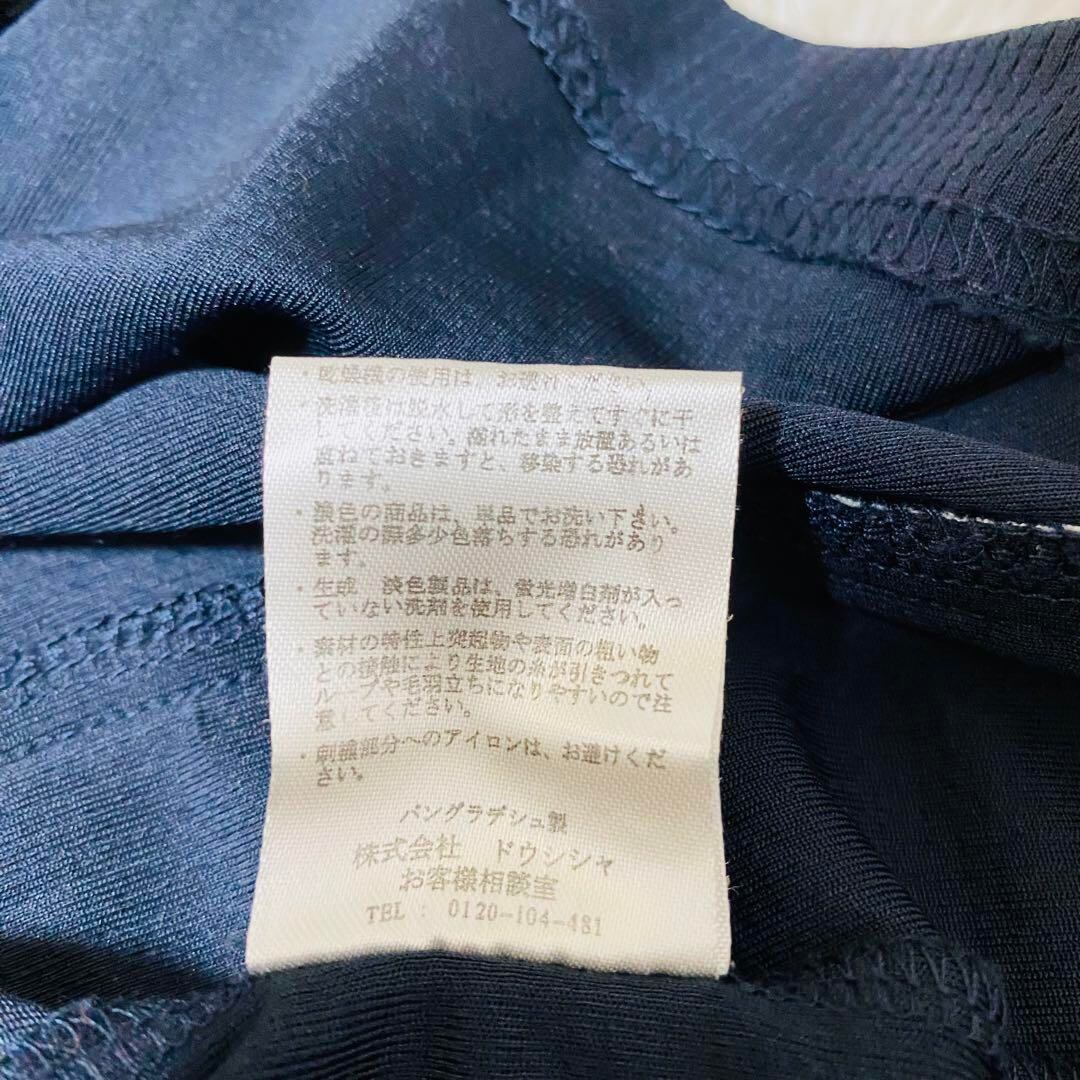 ・乾燥機の使用は、お避けください。
・洗濯後は脱水して形を整えてすぐに干
してください。濡れたまま放置あるいは
重ねておきますと、移染する恐れがあ
ります。
・濃色の商品は、単品でお洗い下さい。
洗濯の際多少色落ちする恐れがあり
ます。
・生成 淡色製品は、蛍光増白剤が入っ
ていない洗剤を使用してください。
・素材の特性上突起物や表面の粗い物
との接触により生地の糸が引きつれて
ループや毛羽立ちになりやすいので注
意してください。
・刺繍部分へのアイロンは、お避けくだ
さい。
バングラデシュ製
株式会社 ドウシシャ
お客様相談室
TEL : 0120-104-481